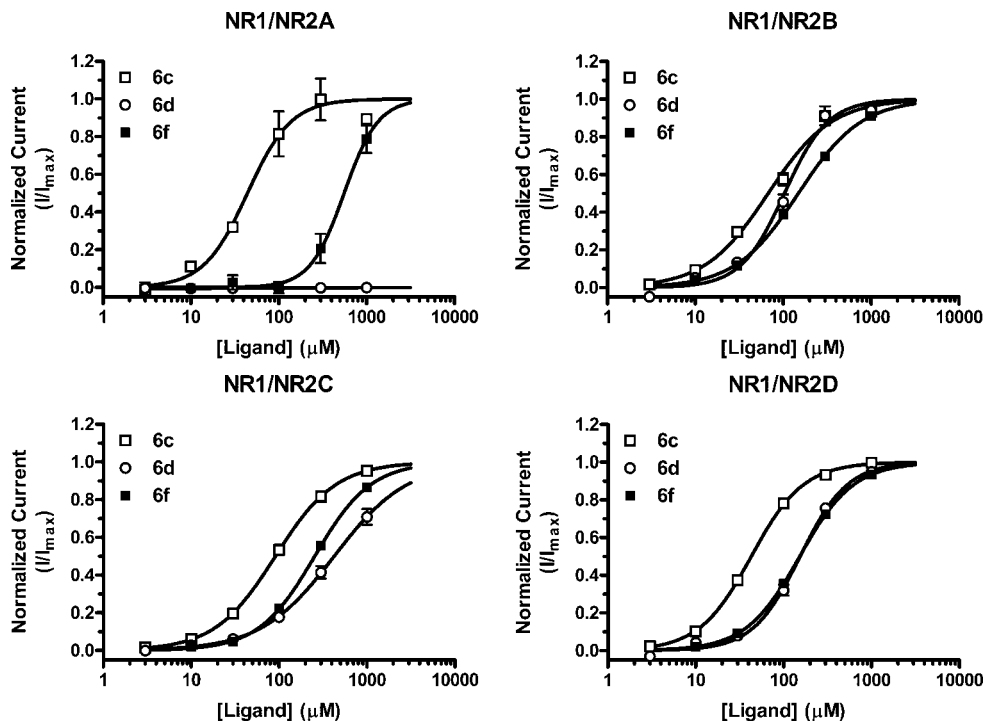 NR1/NR2A
Normalized Current
(I/Imax)
1.2
1.0
0.8
0.6
0.4
0.2
0.0
6c
6d
6f
1 10 100 1000 10000
[Ligand] (μM)
NR1/NR2B
Normalized Current
(I/Imax)
1.2
1.0
0.8
0.6
0.4
0.2
0.0
6c
6d
6f
1 10 100 1000 10000
[Ligand] (μM)
NR1/NR2C
Normalized Current
(I/Imax)
1.2
1.0
0.8
0.6
0.4
0.2
0.0
6c
6d
6f
1 10 100 1000 10000
[Ligand] (μM)
NR1/NR2D
Normalized Current
(I/Imax)
1.2
1.0
0.8
0.6
0.4
0.2
0.0
6c
6d
6f
1 10 100 1000 10000
[Ligand] (μM)